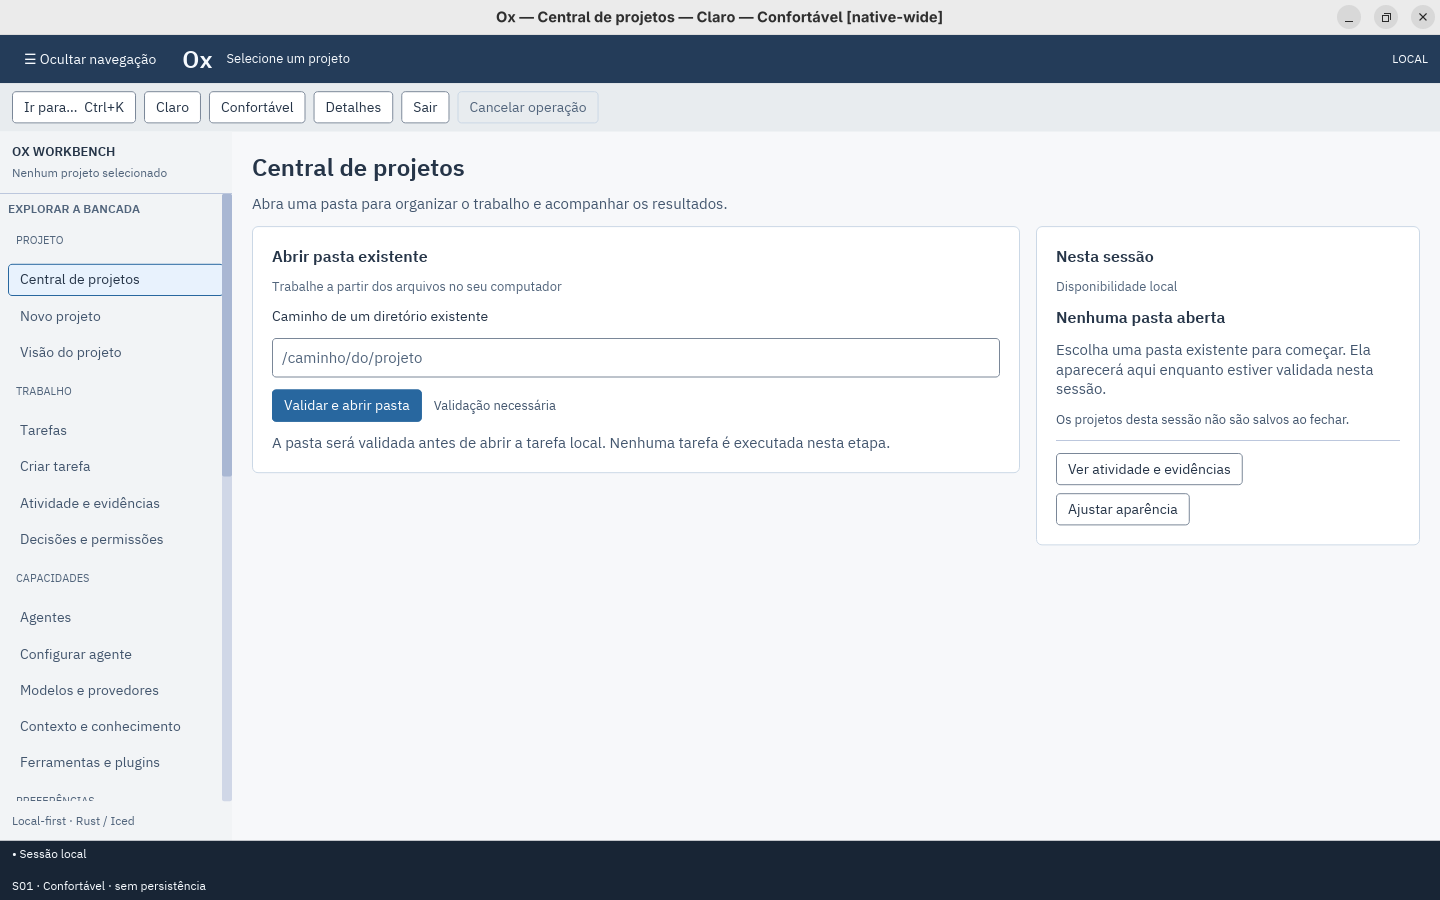 Ox — Central de projetos — Claro — Confortável [native-wide]
☰ Ocultar navegação
Ox
Selecione um projeto
LOCAL
Ir para... Ctrl+K
Claro
Confortável
Detalhes
Sair
Cancelar operação
OX WORKBENCH
Nenhum projeto selecionado
EXPLORAR A BANCADA
PROJETO
Central de projetos
Novo projeto
Visão do projeto
TRABALHO
Tarefas
Criar tarefa
Atividade e evidências
Decisões e permissões
CAPACIDADES
Agentes
Configurar agente
Modelos e provedores
Contexto e conhecimento
Ferramentas e plugins
PREFERÊNCIAS
Local-first · Rust / Iced
Central de projetos
Abra uma pasta para organizar o trabalho e acompanhar os resultados.
Abrir pasta existente
Trabalhe a partir dos arquivos no seu computador
Caminho de um diretório existente
/caminho/do/projeto
Validar e abrir pasta
Validação necessária
A pasta será validada antes de abrir a tarefa local. Nenhuma tarefa é executada nesta etapa.
Nesta sessão
Disponibilidade local
Nenhuma pasta aberta
Escolha uma pasta existente para começar. Ela
aparecerá aqui enquanto estiver validada nesta
sessão.
Os projetos desta sessão não são salvos ao fechar.
Ver atividade e evidências
Ajustar aparência
• Sessão local
S01 · Confortável · sem persistência